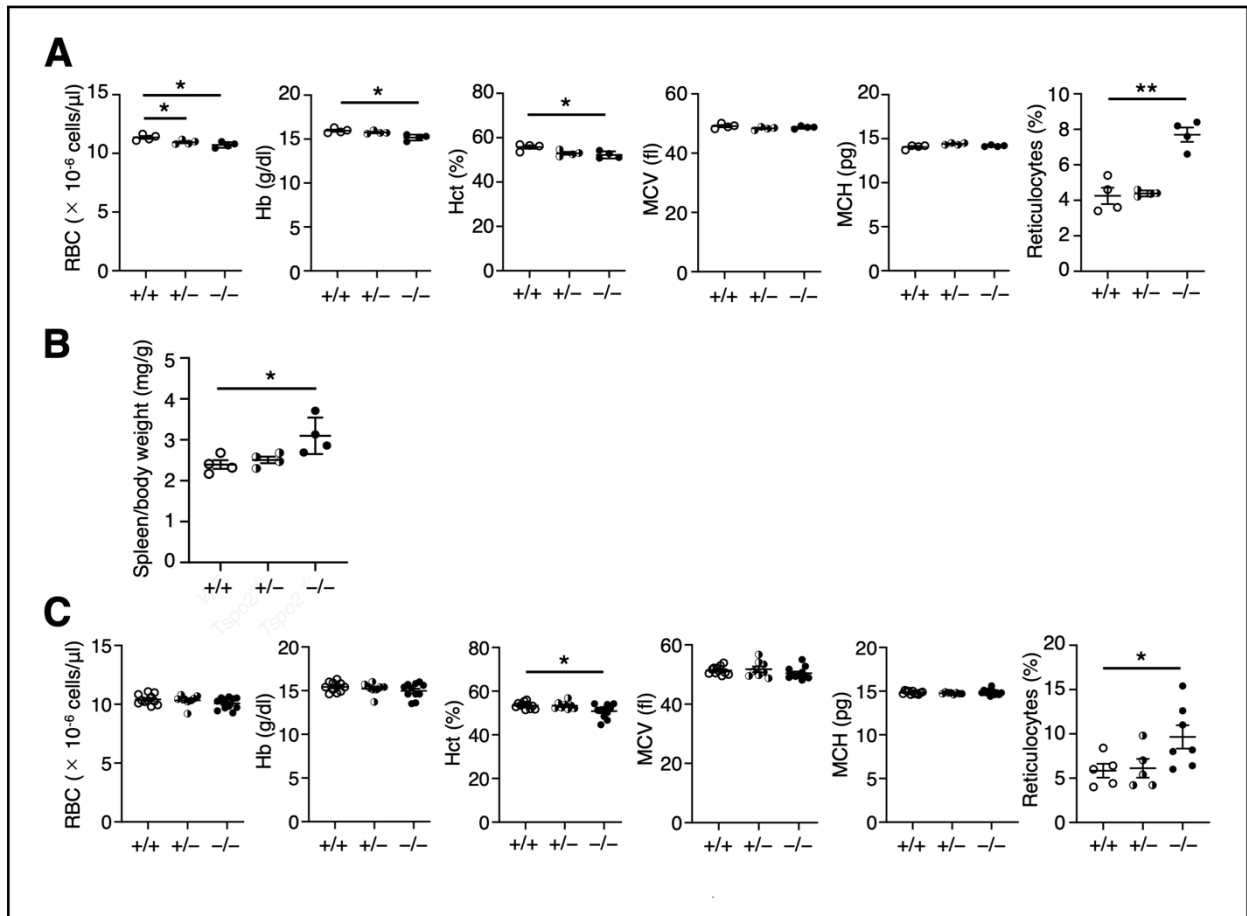 A
RBC ( × 10-6 cells/μl)
15
10
5
0
*
*
+/+ +/− −/−
Hb (g/dl)
20
15
10
5
0
*
+/+ +/− −/−
Hct (%)
80
60
40
20
0
*
+/+ +/− −/−
MCV (fl)
60
40
20
0
+/+ +/− −/−
MCH (pg)
20
15
10
5
0
+/+ +/− −/−
Reticulocytes (%)
10
8
6
4
2
0
**
+/+ +/− −/−
B
Spleen/body weight (mg/g)
5
4
3
2
1
0
*
+/+ +/− −/−
Tspo2
Tspo2
C
RBC ( × 10-6 cells/μl)
15
10
5
0
+/+ +/− −/−
Hb (g/dl)
20
15
10
5
0
+/+ +/− −/−
Hct (%)
80
60
40
20
0
*
+/+ +/− −/−
MCV (fl)
60
40
20
0
+/+ +/− −/−
MCH (pg)
20
15
10
5
0
+/+ +/− −/−
Reticulocytes (%)
20
15
10
5
0
*
+/+ +/− −/−